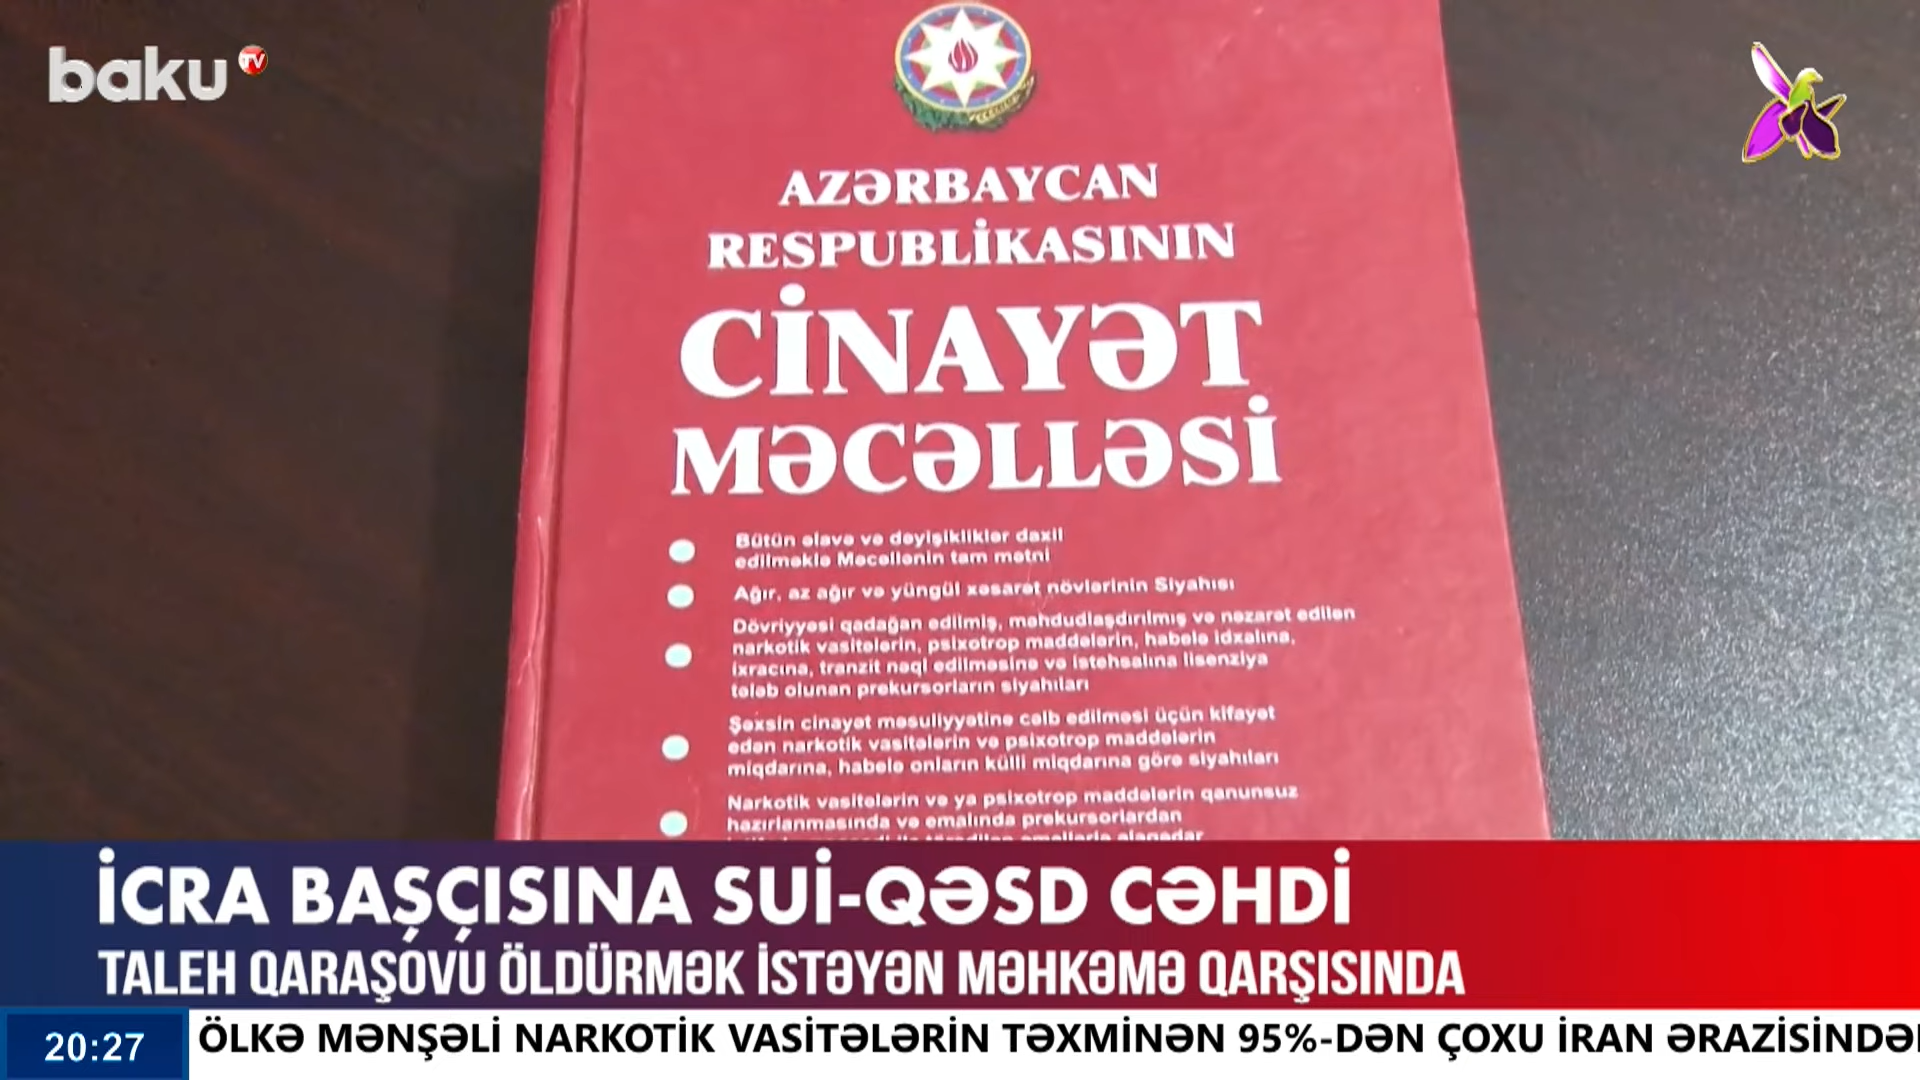 baku TV
AZƏRBAYCAN
RESPUBLİKASININ
CİNAYƏT
MƏCƏLLƏSİ
Bütün əlavə və dəyişikliklər daxil
edilməklə Məcəllənin tam mətni
Ağır, az ağır və yüngül xəsarət növlərinin Siyahısı
Dövriyyəsi qadağan edilmiş, məhdudlaşdırılmış və nəzarət edilən
narkotik vasitələrin, psixotrop maddələrin, habelə idxalına,
ixracına, tranzit nəql edilməsinə və istehsalına lisenziya
tələb olunan prekursorların siyahıları
Şəxsin cinayət məsuliyyətinə cəlb edilməsi üçün kifayət
edən narkotik vasitələrin və psixotrop maddələrin
miqdarına, habelə onların külli miqdarına görə siyahıları
Narkotik vasitələrin və ya psixotrop maddələrin qanunsuz
hazırlanmasında və emalında prekursorlardan
İCRA BAŞÇISINA SUİ-QƏSD CƏHDİ
TALEH QARAŞOVU ÖLDÜRMƏK İSTƏYƏN MƏHKƏMƏ QARŞISINDA
20:27 ÖLKƏ MƏNŞƏLİ NARKOTİK VASİTƏLƏRİN TƏXMİNƏN 95%-DƏN ÇOXU İRAN ƏRAZİSİNDƏ